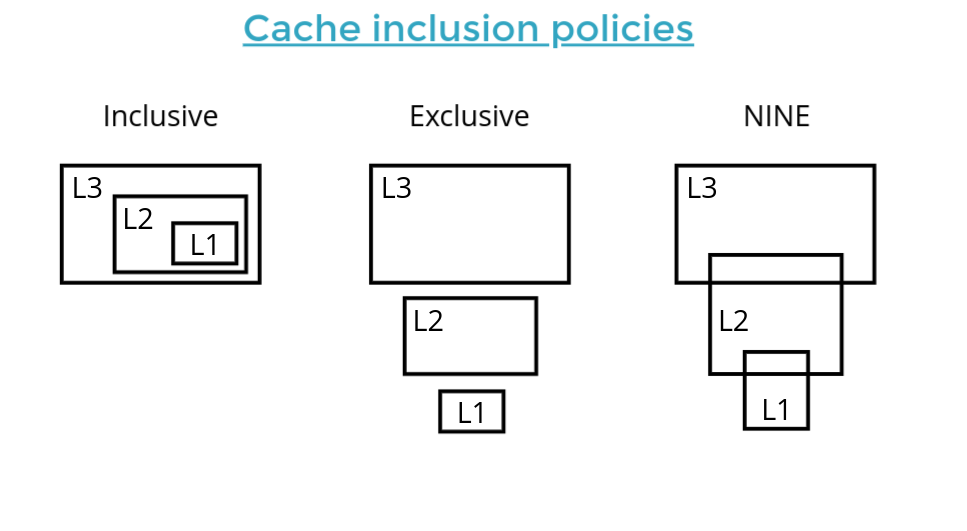 Cache inclusion policies
Inclusive
Exclusive
NINE
L3
L2
L1
L3
L2
L1
L3
L2
L1